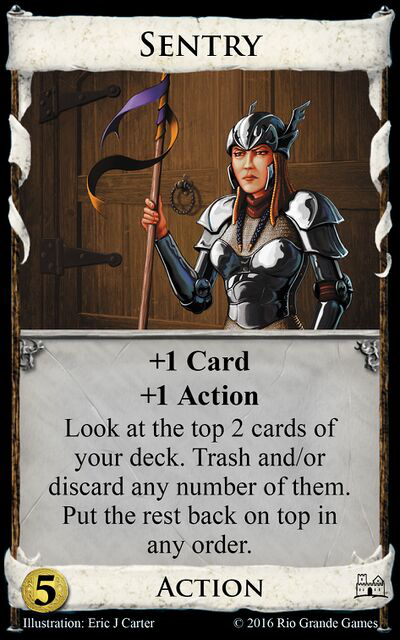 SENTRY
+1 Card
+1 Action
Look at the top 2 cards of
your deck. Trash and/or
discard any number of them.
Put the rest back on top in
any order.
5
ACTION
Illustration: Eric J Carter
© 2016 Rio Grande Games